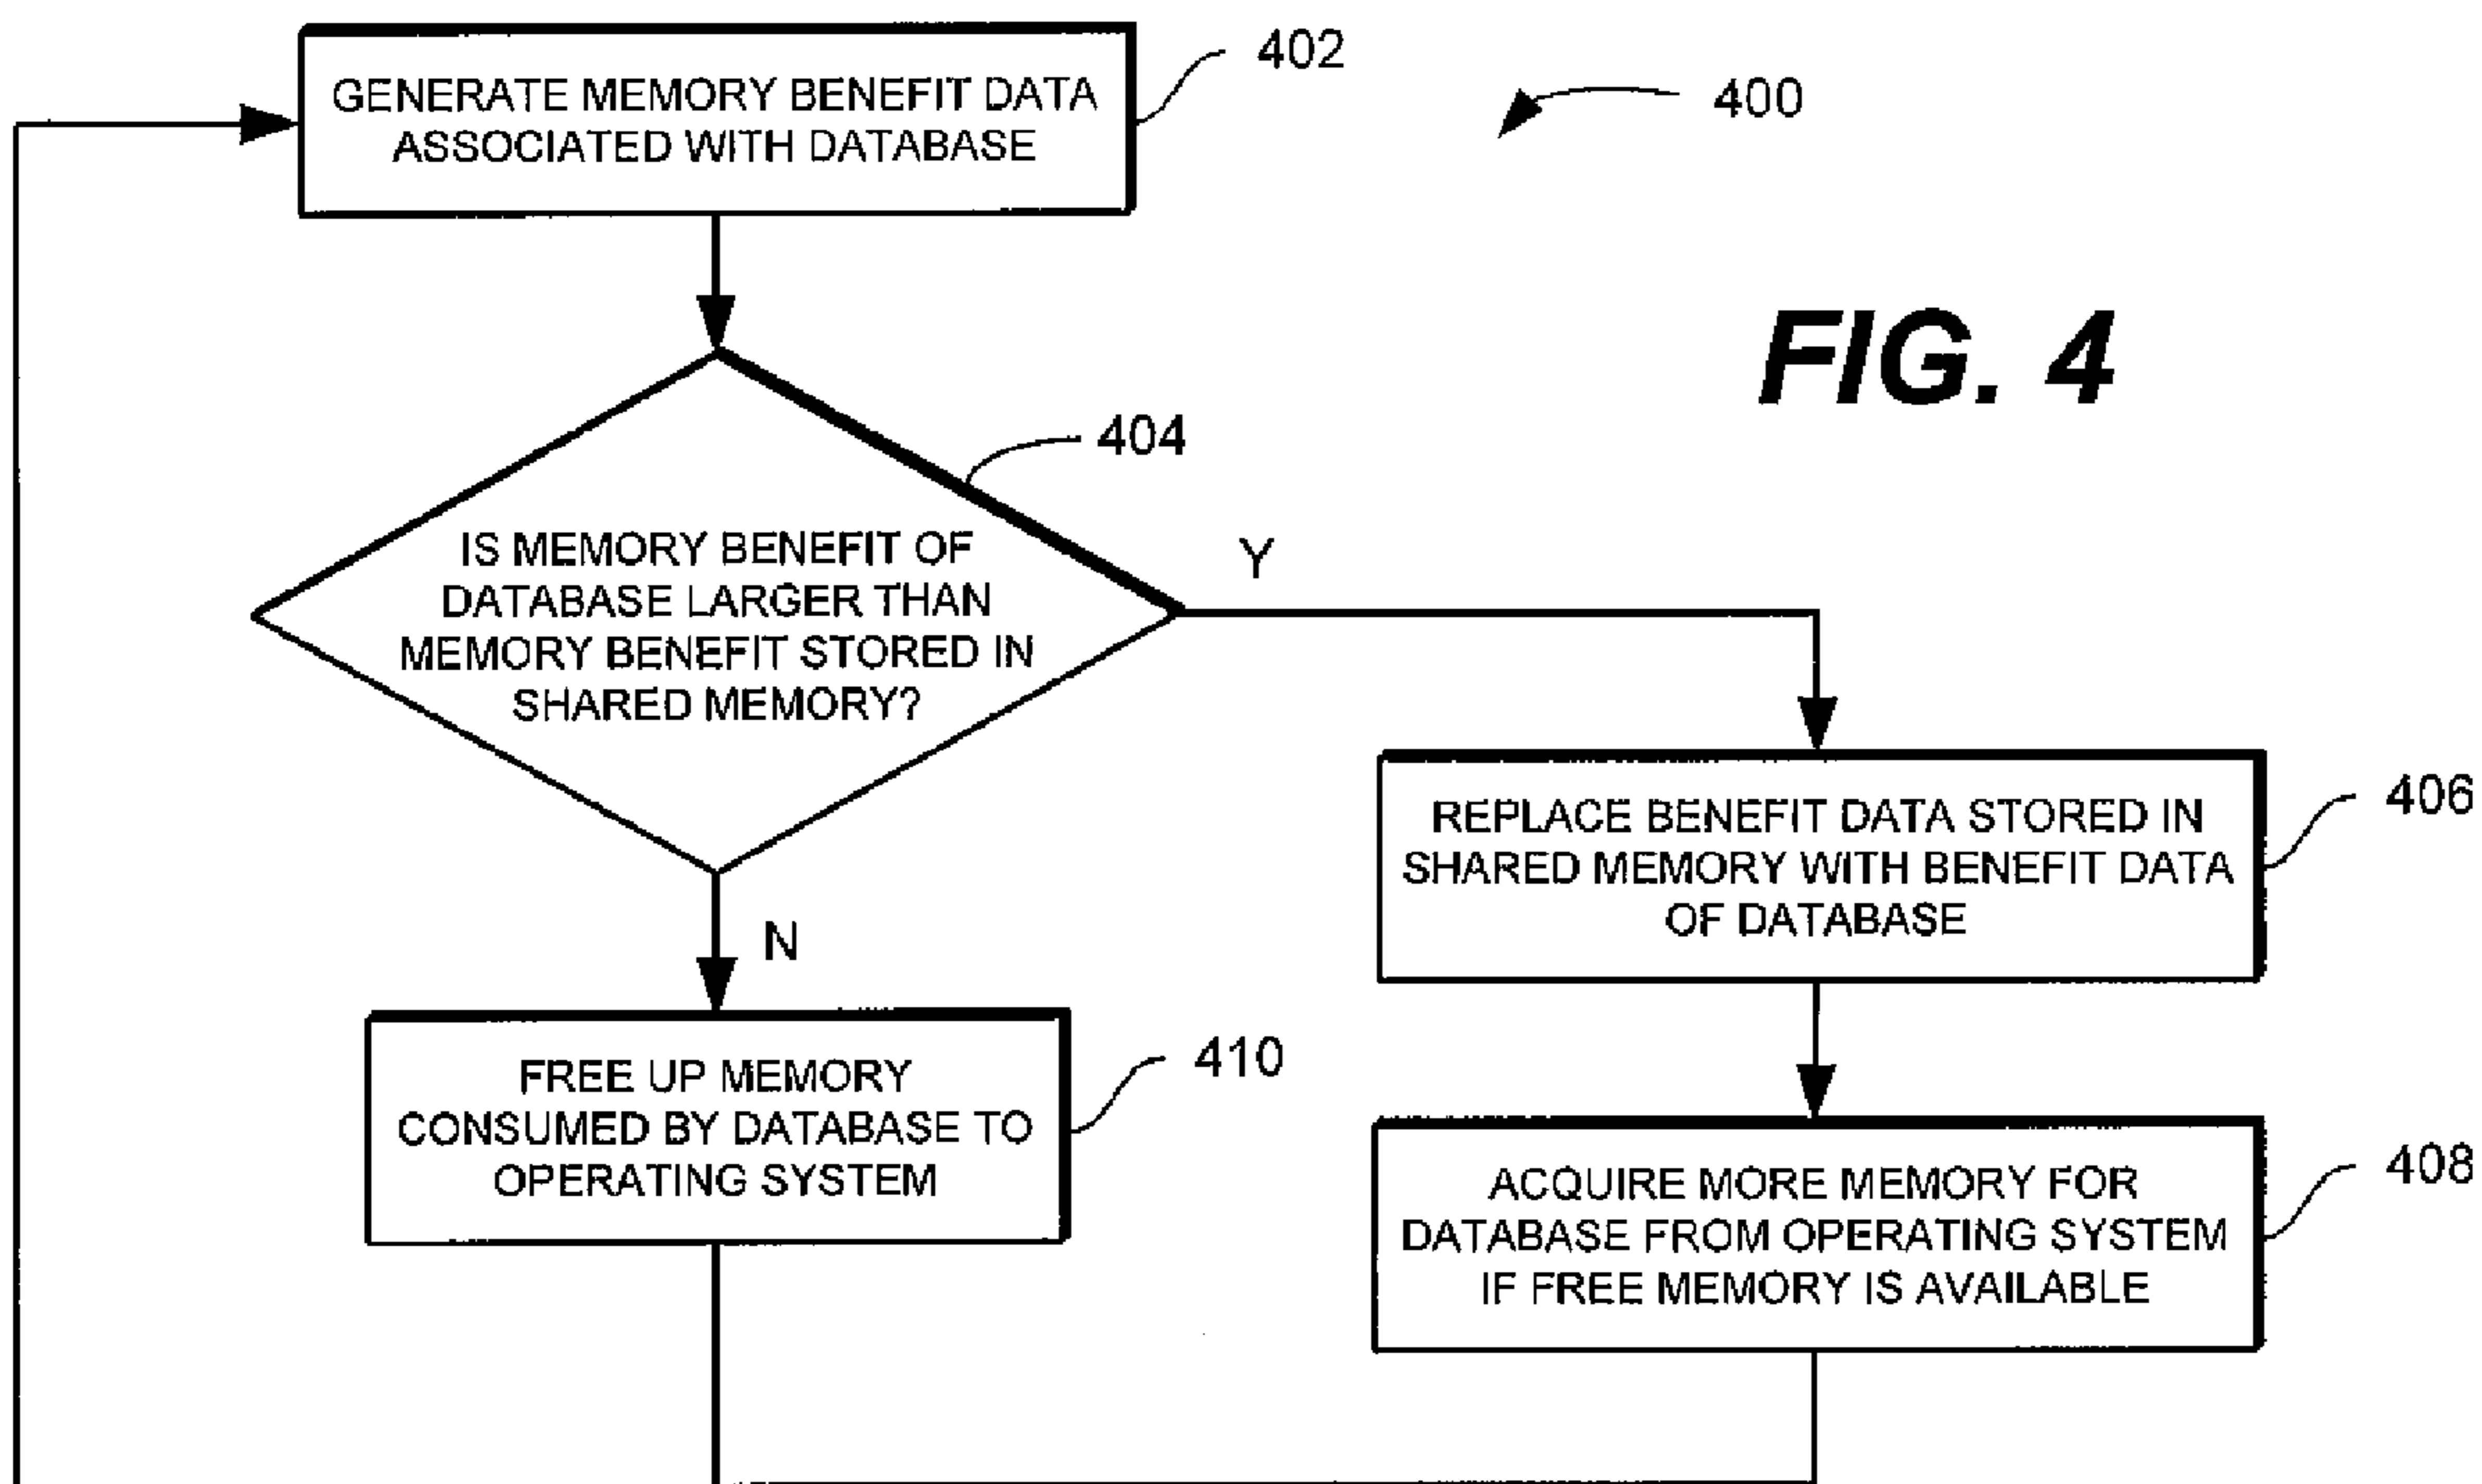 GENERATE MEMORY BENEFIT DATA
ASSOCIATED WITH DATABASE
402
400
FIG. 4
404
IS MEMORY BENEFIT OF
DATABASE LARGER THAN
MEMORY BENEFIT STORED IN
SHARED MEMORY?
Y
N
406
REPLACE BENEFIT DATA STORED IN
SHARED MEMORY WITH BENEFIT DATA
OF DATABASE
410
FREE UP MEMORY
CONSUMED BY DATABASE TO
OPERATING SYSTEM
408
ACQUIRE MORE MEMORY FOR
DATABASE FROM OPERATING SYSTEM
IF FREE MEMORY IS AVAILABLE